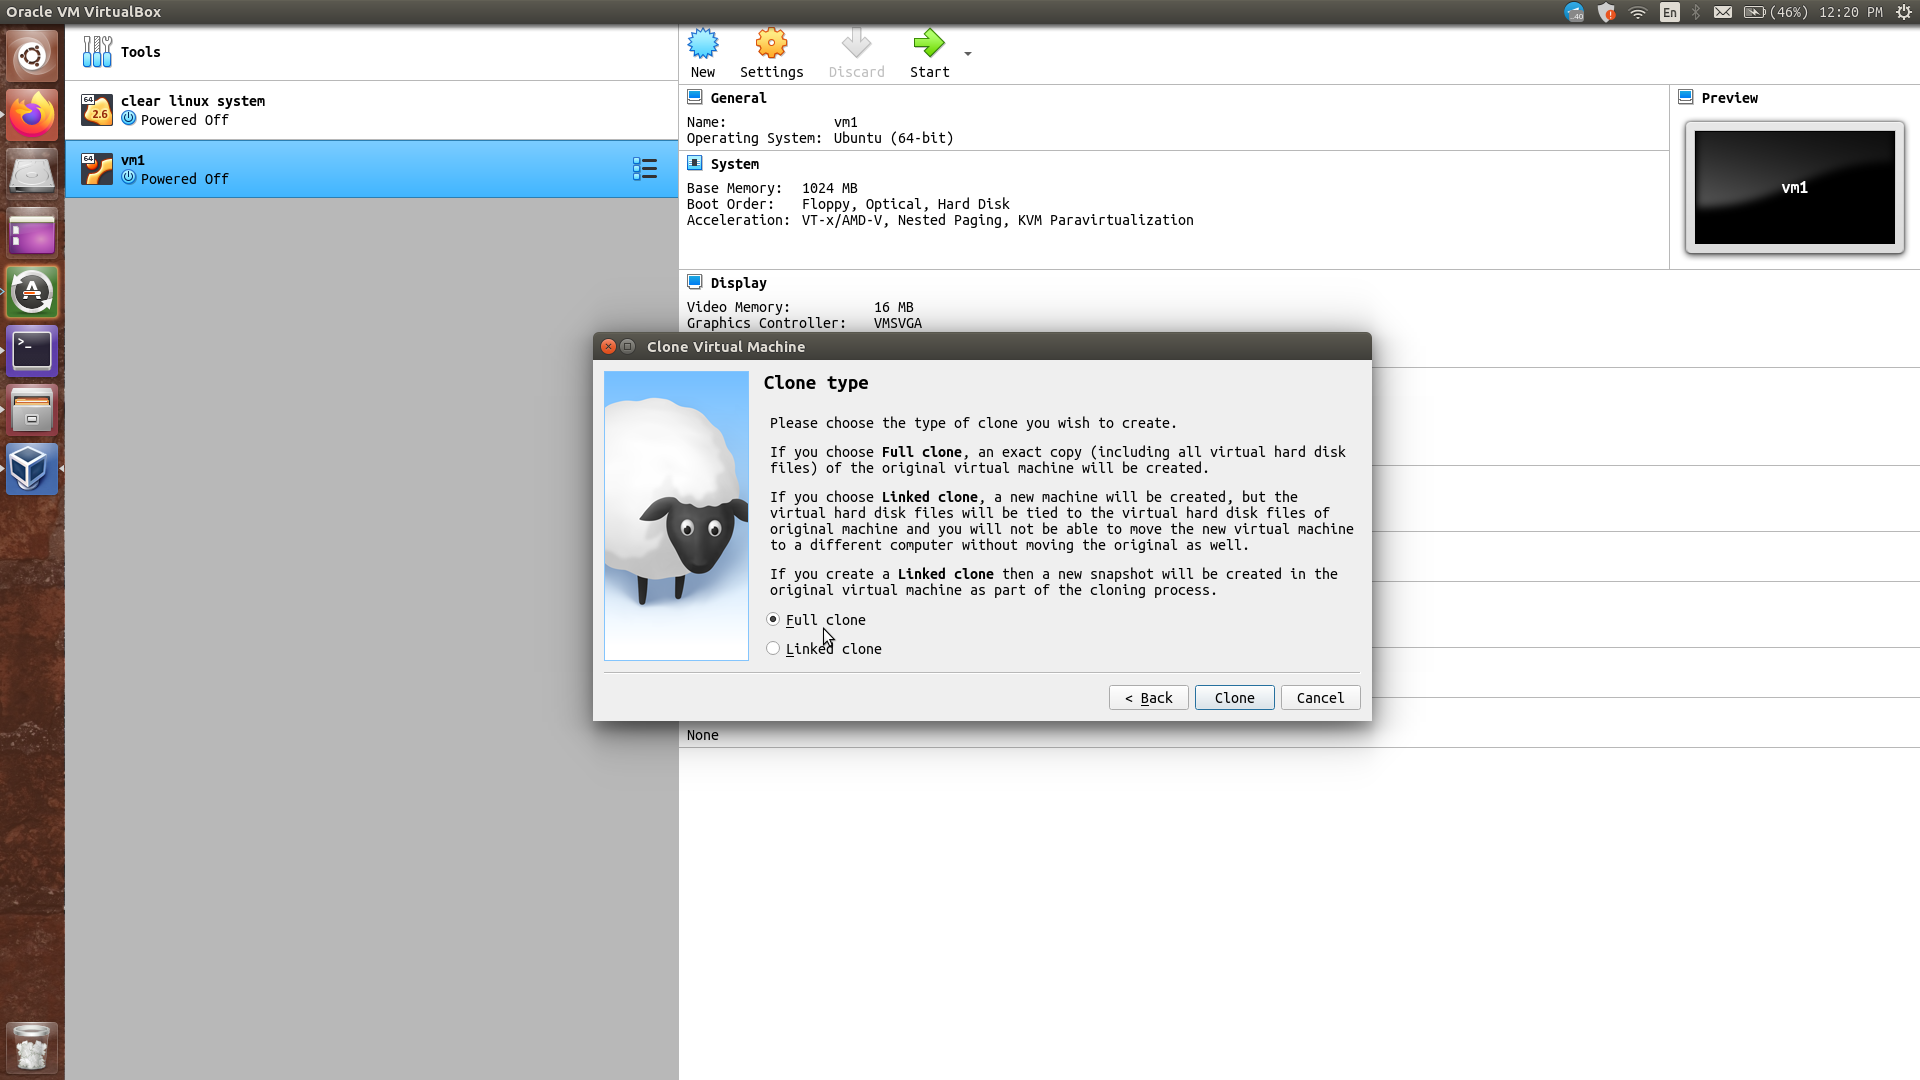 Oracle VM VirtualBox
40
En
(46%) 12:20 PM
Tools
64
2.6
clear linux system
Powered Off
64
vm1
Powered Off
New
Settings
Discard
Start
General
Name: vm1
Operating System: Ubuntu (64-bit)
System
Base Memory: 1024 MB
Boot Order: Floppy, Optical, Hard Disk
Acceleration: VT-x/AMD-V, Nested Paging, KVM Paravirtualization
Preview
vm1
Display
Video Memory: 16 MB
Graphics Controller: VMSVGA
Clone Virtual Machine
Clone type
Please choose the type of clone you wish to create.
If you choose Full clone, an exact copy (including all virtual hard disk
files) of the original virtual machine will be created.
If you choose Linked clone, a new machine will be created, but the
virtual hard disk files will be tied to the virtual hard disk files of
original machine and you will not be able to move the new virtual machine
to a different computer without moving the original as well.
If you create a Linked clone then a new snapshot will be created in the
original virtual machine as part of the cloning process.
Full clone
Linked clone
< Back
Clone
Cancel
None